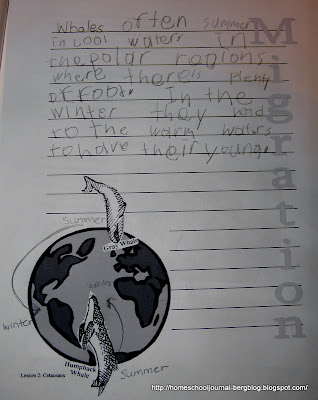 Whales often summer
in cool waters in
the polar regions
where there is plenty
of food. In the
winter they head
to the warm waters
to have their young.
Migration
Summer
Gray Whale
winter
winter
Humpback
Whale
Summer
Lesson 2: Cetaceans
http://homeschooljournal-bergblog.blogspot.com/